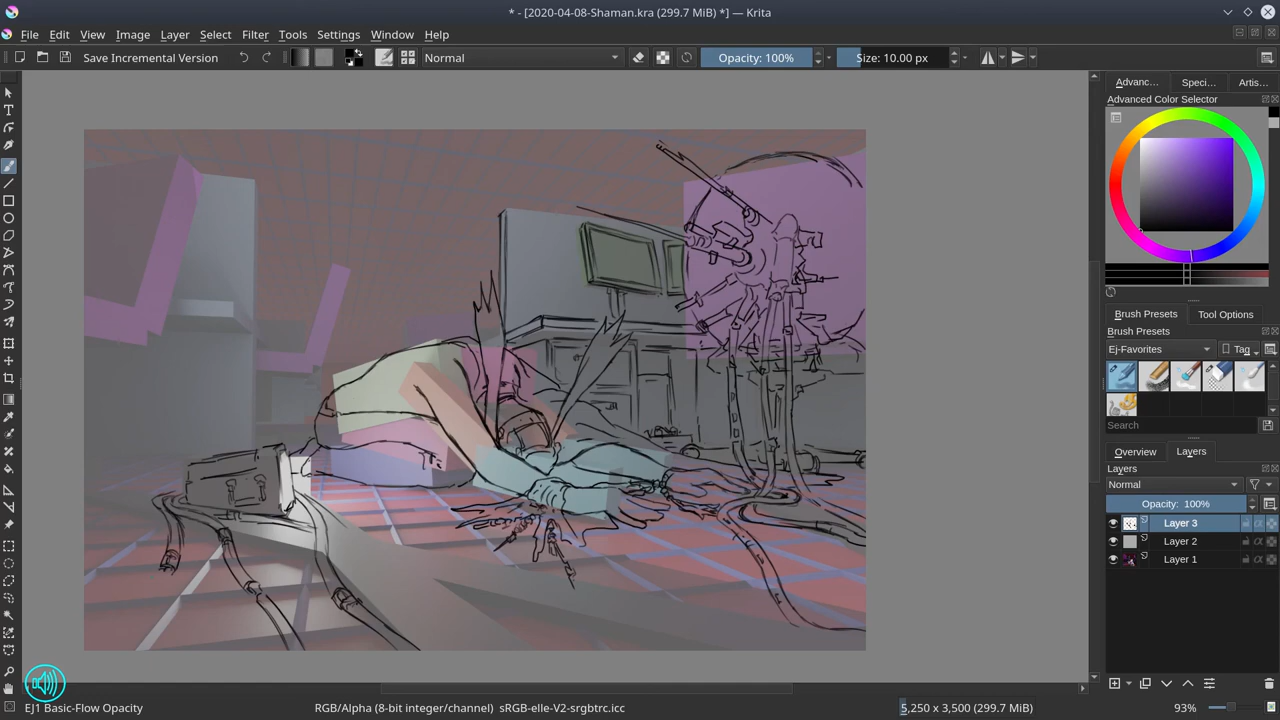 * - [2020-04-08-Shaman.kra (299.7 MiB) *] — Krita
File Edit View Image Layer Select Filter Tools Settings Window Help
Save Incremental Version Normal Opacity: 100% Size: 10.00 px
Advanc... Speci... Artis...
Advanced Color Selector
Brush Presets Tool Options
Brush Presets
Ej-Favorites Tag
Search
Overview Layers
Layers
Normal
Opacity: 100%
Layer 3
Layer 2
Layer 1
EJ1 Basic-Flow Opacity RGB/Alpha (8-bit integer/channel) sRGB-elle-V2-srgbtrc.icc 5,250 x 3,500 (299.7 MiB) 93%